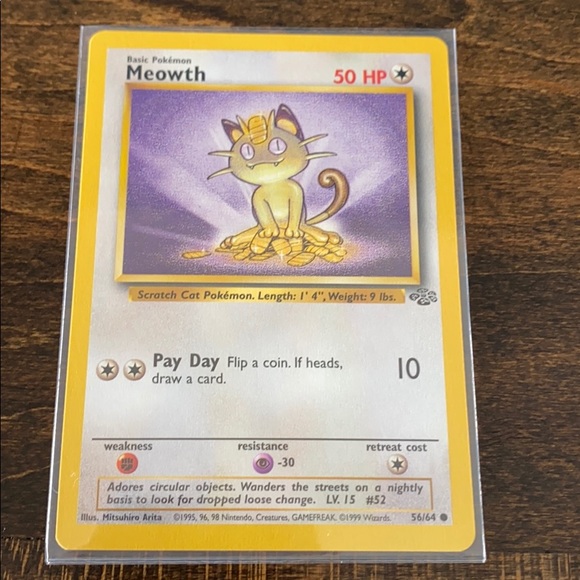 Basic Pokémon
Meowth 50 HP
Scratch Cat Pokémon. Length: 1' 4", Weight: 9 lbs.
Pay Day Flip a coin. If heads, 10
draw a card.
weakness resistance retreat cost
-30
Adores circular objects. Wanders the streets on a nightly
basis to look for dropped loose change. LV. 15 #52
Illus. Mitsuhiro Arita ©1995, 96, 98 Nintendo, Creatures, GAMEFREAK. ©1999 Wizards. 56/64